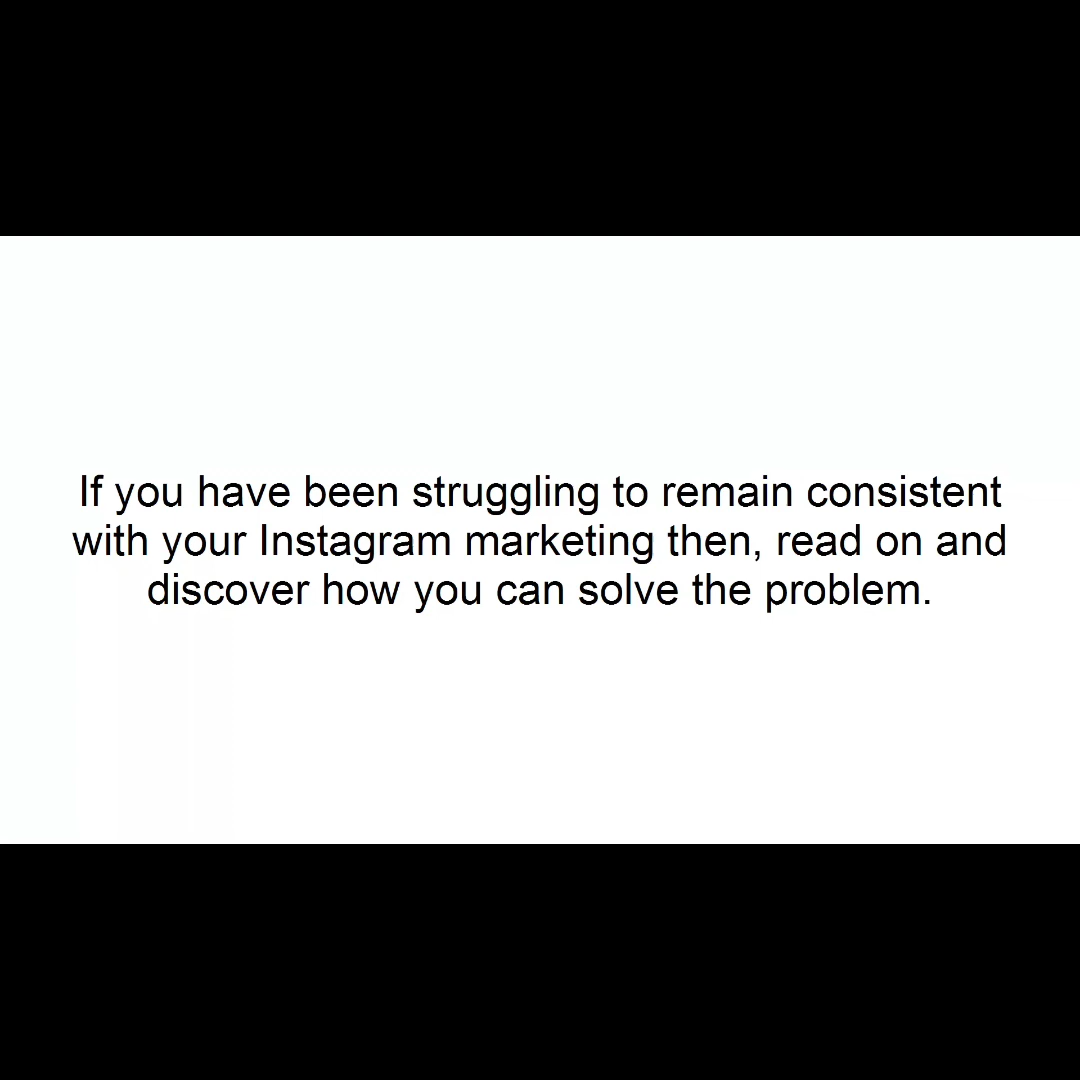 If you have been struggling to remain consistent
with your Instagram marketing then, read on and
discover how you can solve the problem.